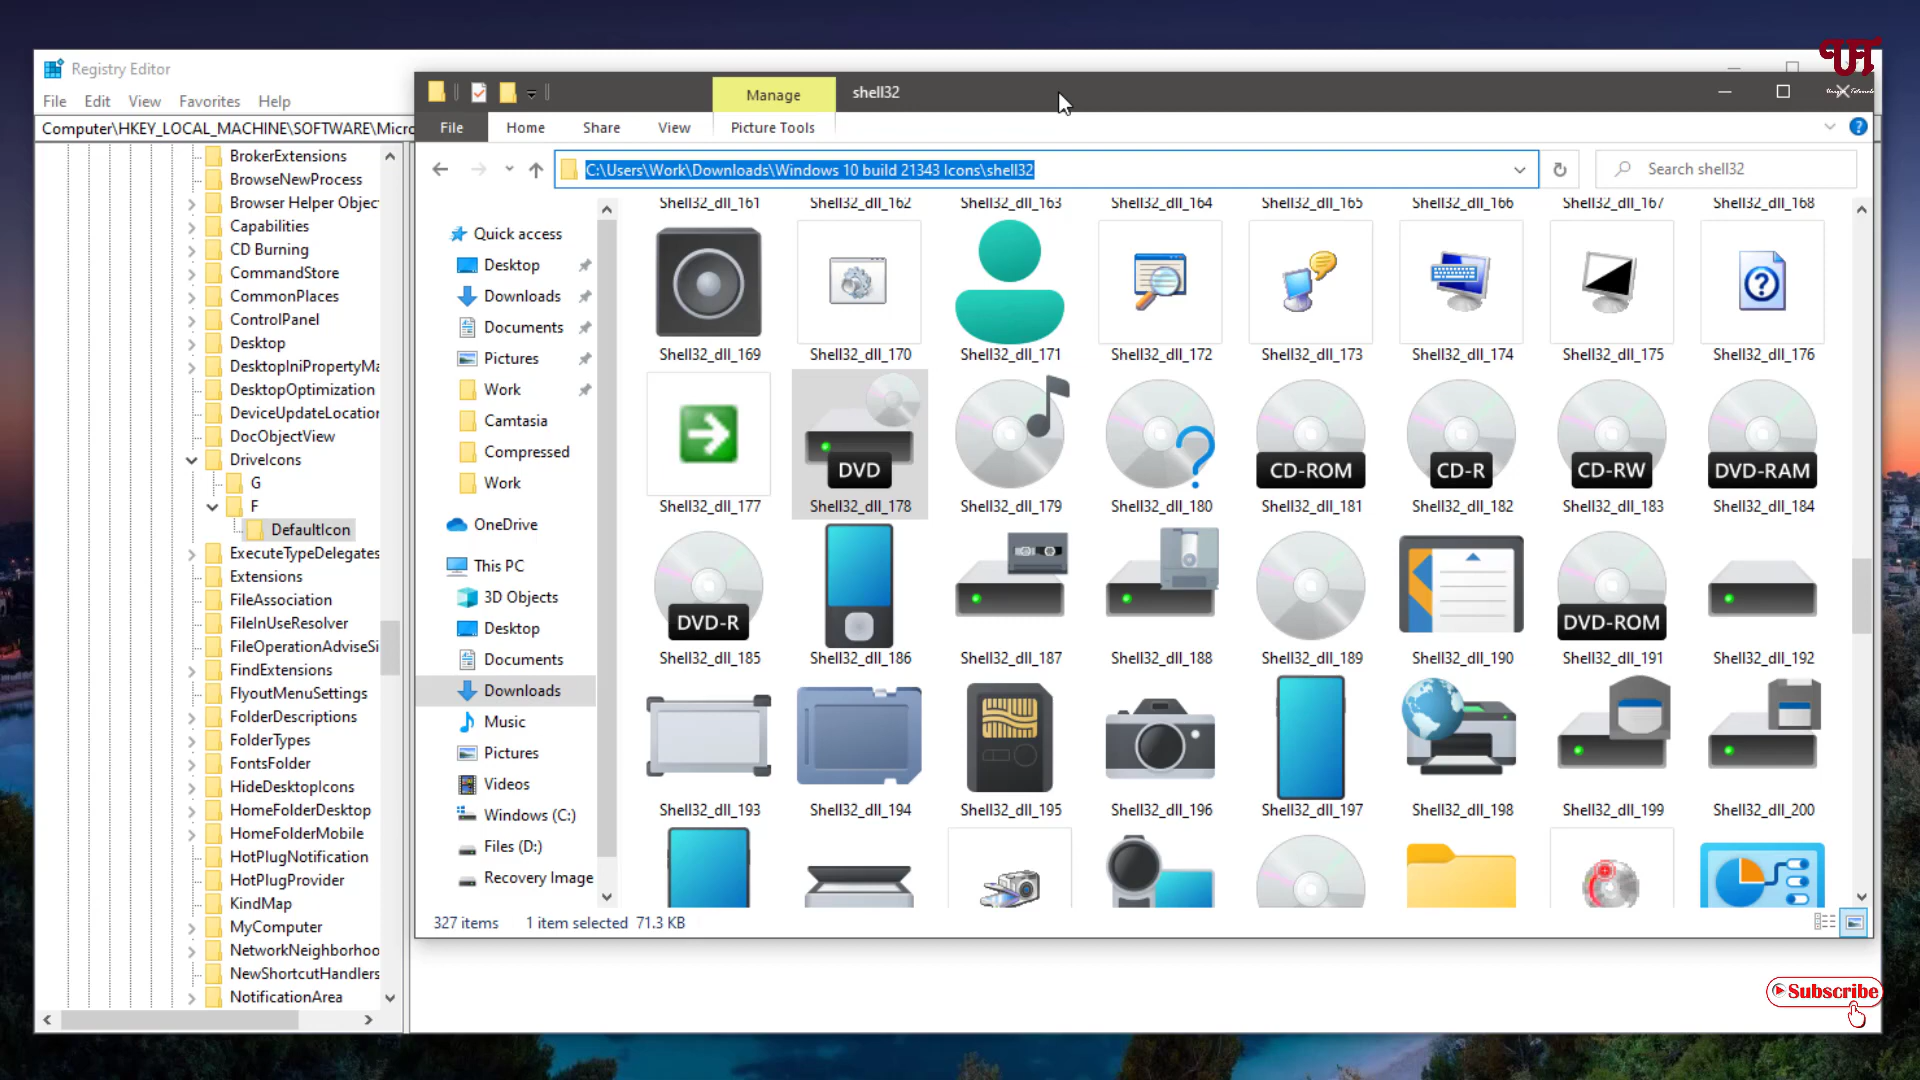 Registry Editor
File Edit View Favorites Help
Computer\HKEY_LOCAL_MACHINE\SOFTWARE\Micro
BrokerExtensions
BrowseNewProcess
Browser Helper Objec
Capabilities
CD Burning
CommandStore
CommonPlaces
ControlPanel
Desktop
DesktopIniPropertyMa
DesktopOptimization
DeviceUpdateLocation
DocObjectView
DriveIcons
G
F
DefaultIcon
ExecuteTypeDelegates
Extensions
FileAssociation
FileInUseResolver
FileOperationAdviseSi
FindExtensions
FlyoutMenuSettings
FolderDescriptions
FolderTypes
FontsFolder
HideDesktopIcons
HomeFolderDesktop
HomeFolderMobile
HotPlugNotification
HotPlugProvider
KindMap
MyComputer
NetworkNeighborhoo
NewShortcutHandlers
NotificationArea
Manage
shell32
File Home Share View Picture Tools
C:\Users\Work\Downloads\Windows 10 build 21343 Icons\shell32
Search shell32
Quick access
Desktop
Downloads
Documents
Pictures
Work
Camtasia
Compressed
Work
OneDrive
This PC
3D Objects
Desktop
Documents
Downloads
Music
Pictures
Videos
Windows (C:)
Files (D:)
Recovery Image
Shell32_dll_161 Shell32_dll_162 Shell32_dll_163 Shell32_dll_164 Shell32_dll_165 Shell32_dll_166 Shell32_dll_167 Shell32_dll_168
Shell32_dll_169 Shell32_dll_170 Shell32_dll_171 Shell32_dll_172 Shell32_dll_173 Shell32_dll_174 Shell32_dll_175 Shell32_dll_176
DVD CD-ROM CD-R CD-RW DVD-RAM
Shell32_dll_177 Shell32_dll_178 Shell32_dll_179 Shell32_dll_180 Shell32_dll_181 Shell32_dll_182 Shell32_dll_183 Shell32_dll_184
DVD-R DVD-ROM
Shell32_dll_185 Shell32_dll_186 Shell32_dll_187 Shell32_dll_188 Shell32_dll_189 Shell32_dll_190 Shell32_dll_191 Shell32_dll_192
Shell32_dll_193 Shell32_dll_194 Shell32_dll_195 Shell32_dll_196 Shell32_dll_197 Shell32_dll_198 Shell32_dll_199 Shell32_dll_200
327 items 1 item selected 71.3 KB
UT
Subscribe